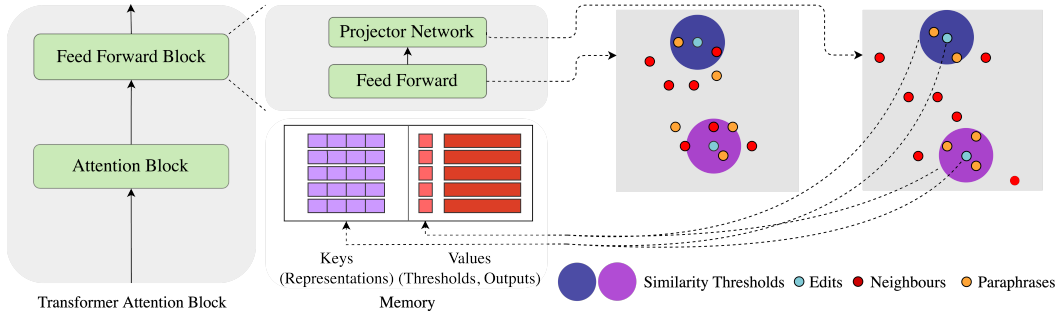 Feed Forward Block
Attention Block
Transformer Attention Block
Projector Network
Feed Forward
Keys
(Representations)
Values
(Thresholds, Outputs)
Memory
Similarity Thresholds
Edits
Neighbours
Paraphrases